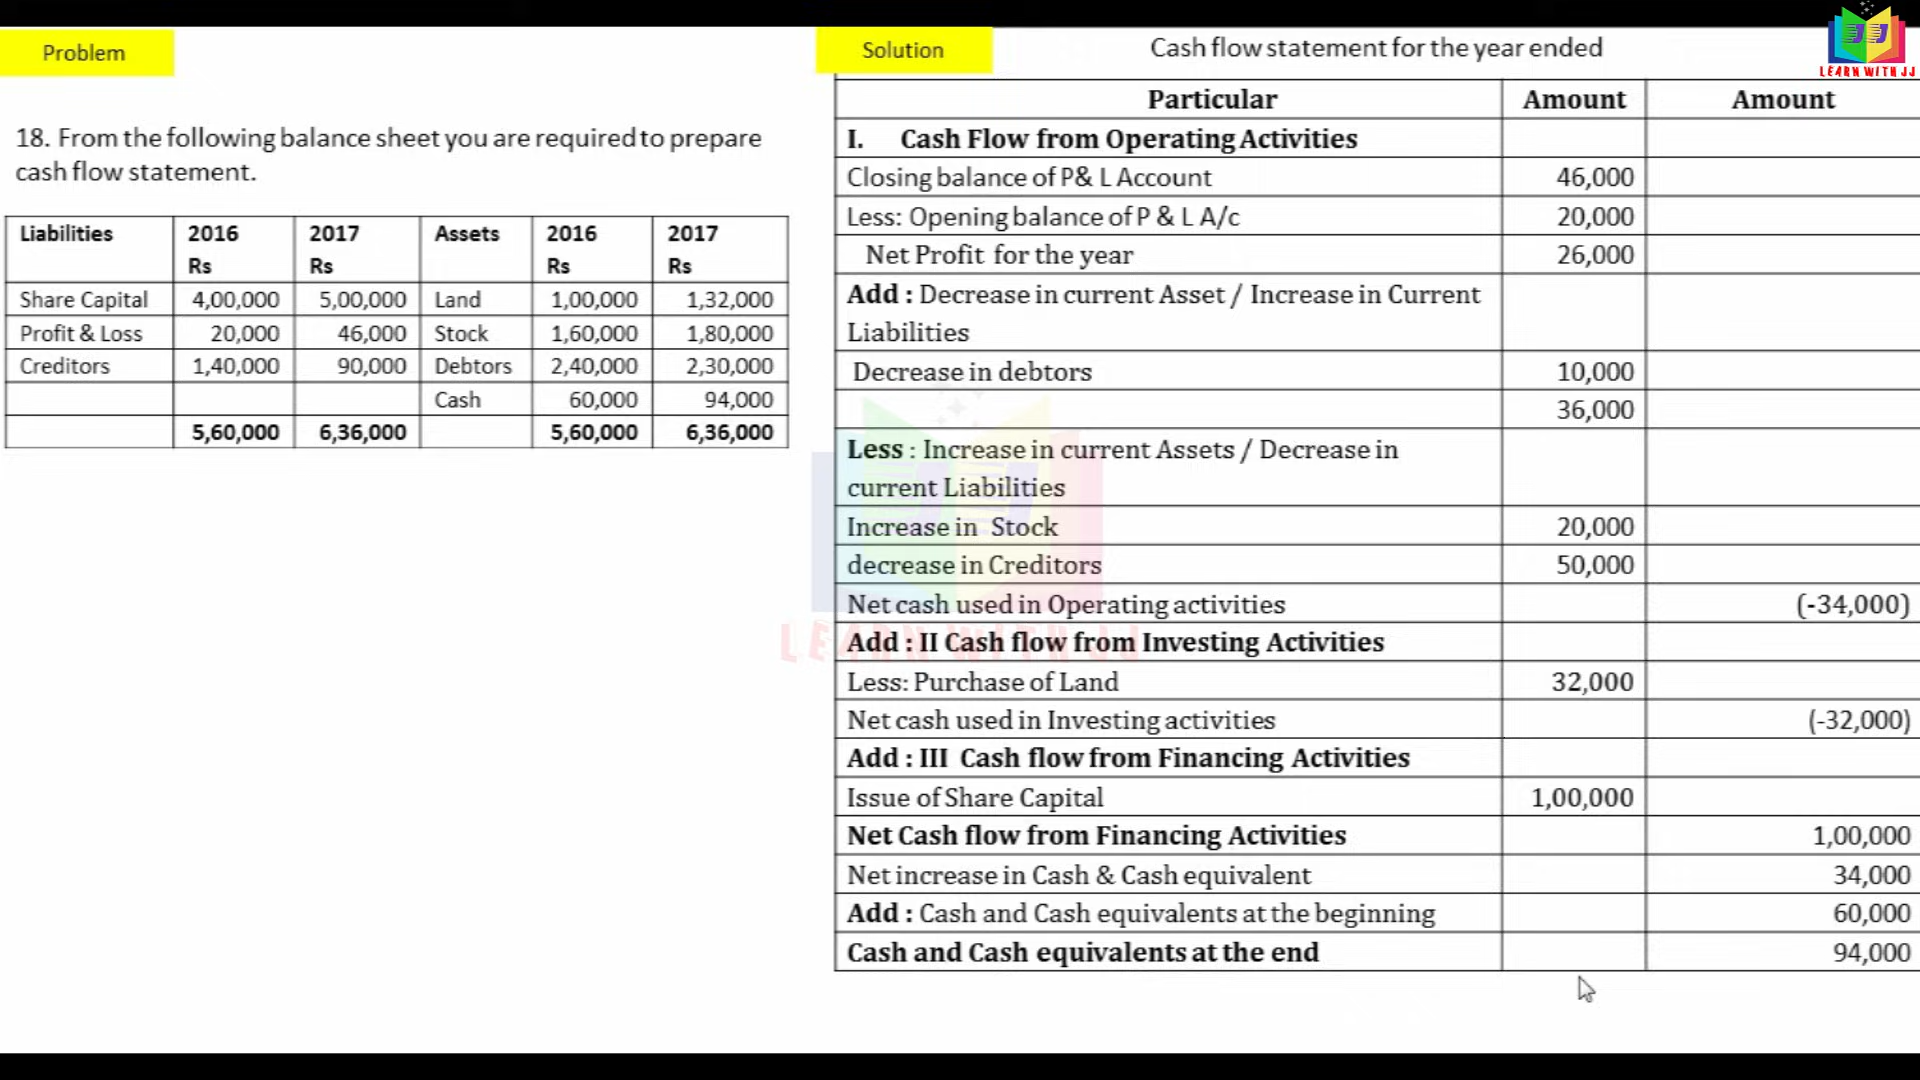 Problem
18. From the following balance sheet you are required to prepare
cash flow statement.
Liabilities 2016 Rs 2017 Rs Assets 2016 Rs 2017 Rs
Share Capital 4,00,000 5,00,000 Land 1,00,000 1,32,000
Profit & Loss 20,000 46,000 Stock 1,60,000 1,80,000
Creditors 1,40,000 90,000 Debtors 2,40,000 2,30,000
Cash 60,000 94,000
5,60,000 6,36,000 5,60,000 6,36,000
Solution
Cash flow statement for the year ended
LEARN WITH JJ
Particular Amount Amount
I. Cash Flow from Operating Activities
Closing balance of P& L Account 46,000
Less: Opening balance of P & L A/c 20,000
Net Profit for the year 26,000
Add : Decrease in current Asset / Increase in Current
Liabilities
Decrease in debtors 10,000
36,000
Less : Increase in current Assets / Decrease in
current Liabilities
Increase in Stock 20,000
decrease in Creditors 50,000
Net cash used in Operating activities (-34,000)
Add : II Cash flow from Investing Activities
Less: Purchase of Land 32,000
Net cash used in Investing activities (-32,000)
Add : III Cash flow from Financing Activities
Issue of Share Capital 1,00,000
Net Cash flow from Financing Activities 1,00,000
Net increase in Cash & Cash equivalent 34,000
Add : Cash and Cash equivalents at the beginning 60,000
Cash and Cash equivalents at the end 94,000
LEARN WITH JJ